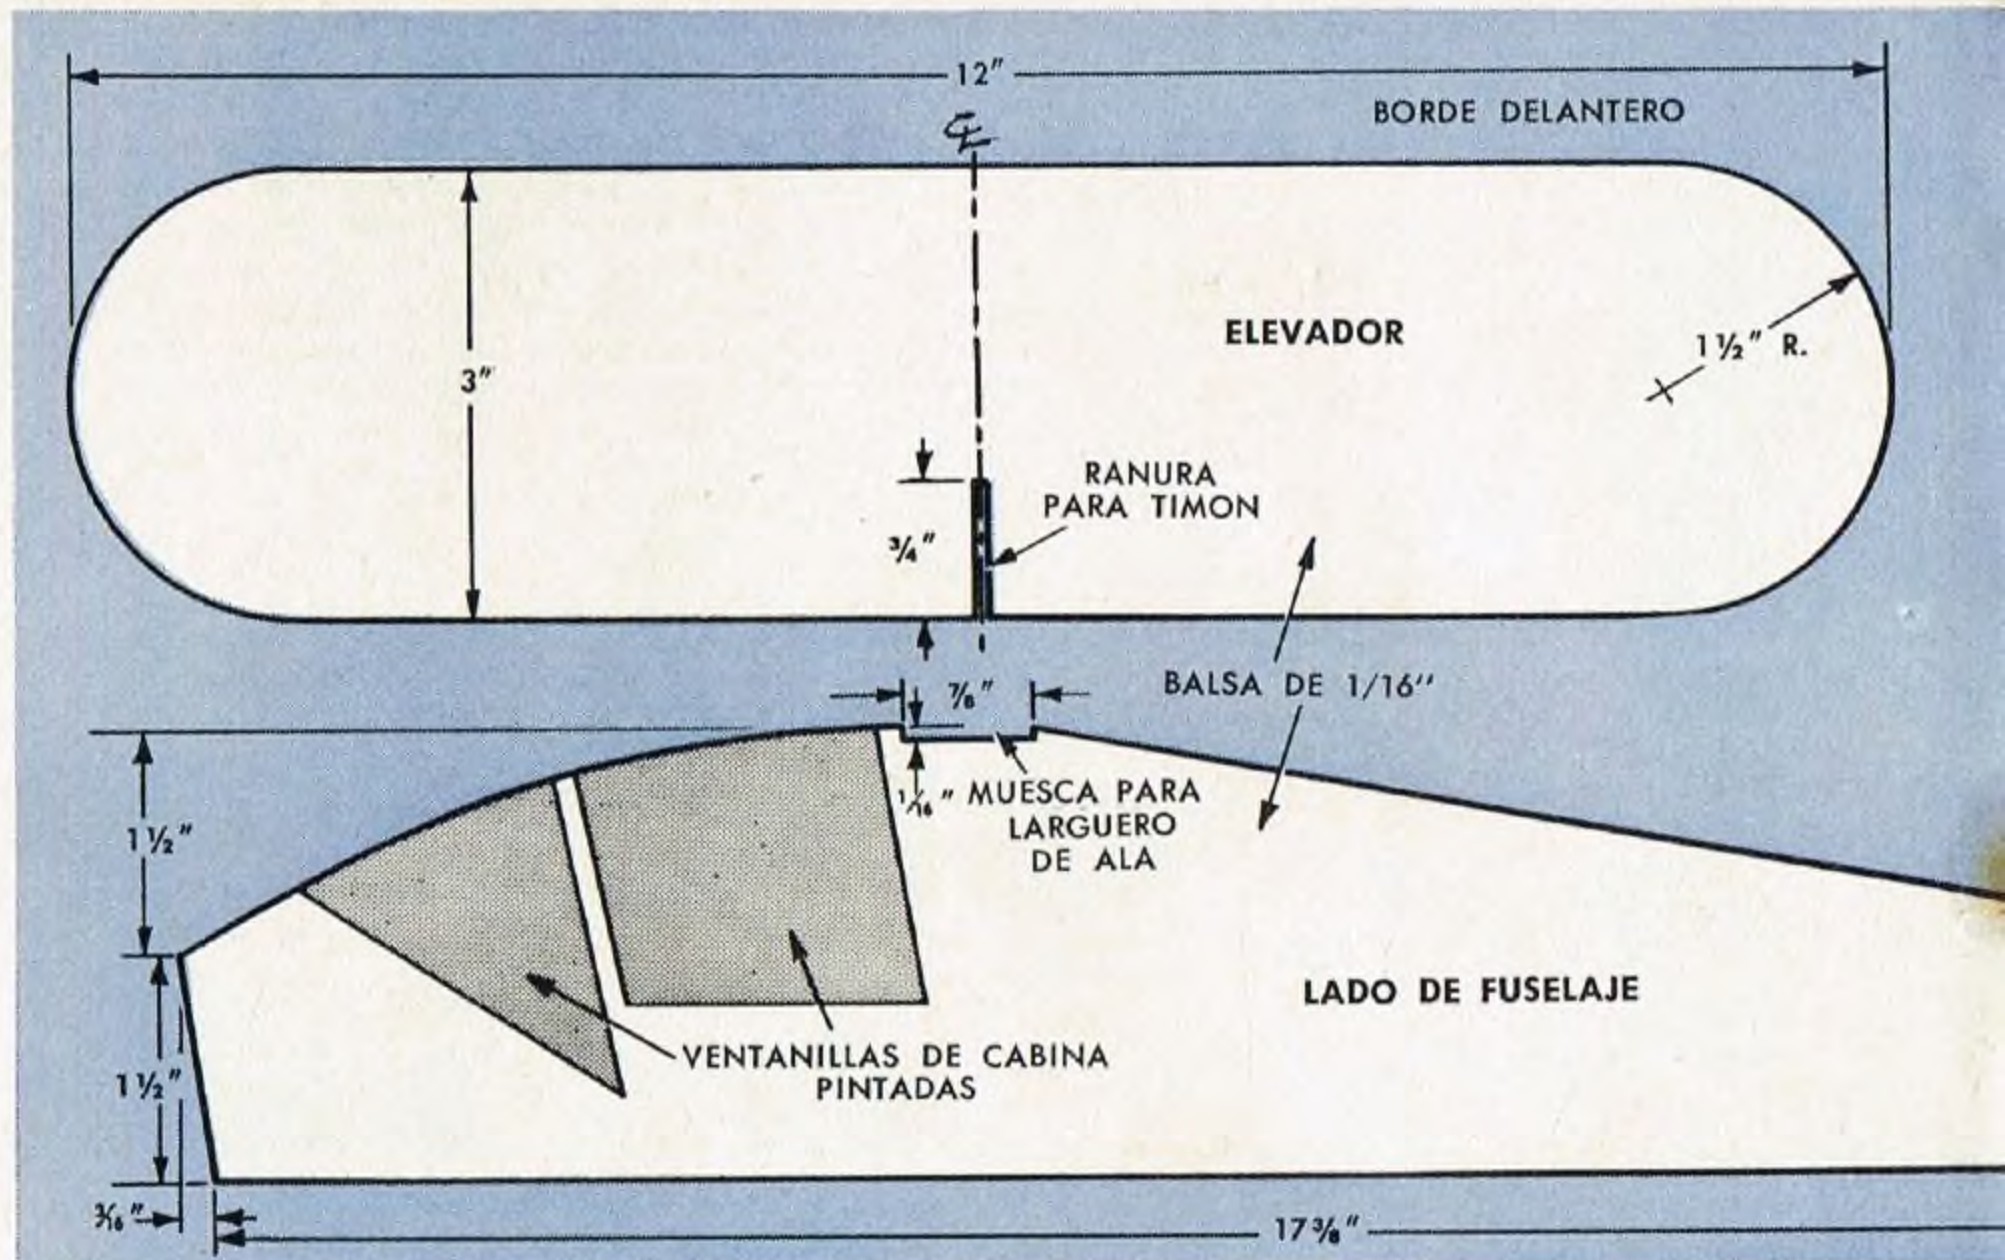 12"
BORDE DELANTERO
℄
ELEVADOR
1½" R.
3"
RANURA
PARA TIMON
¾"
⅞"
BALSA DE 1/16"
1/16"
MUESCA PARA
LARGUERO
DE ALA
1½"
LADO DE FUSELAJE
VENTANILLAS DE CABINA
PINTADAS
1½"
3/16"
17⅜"